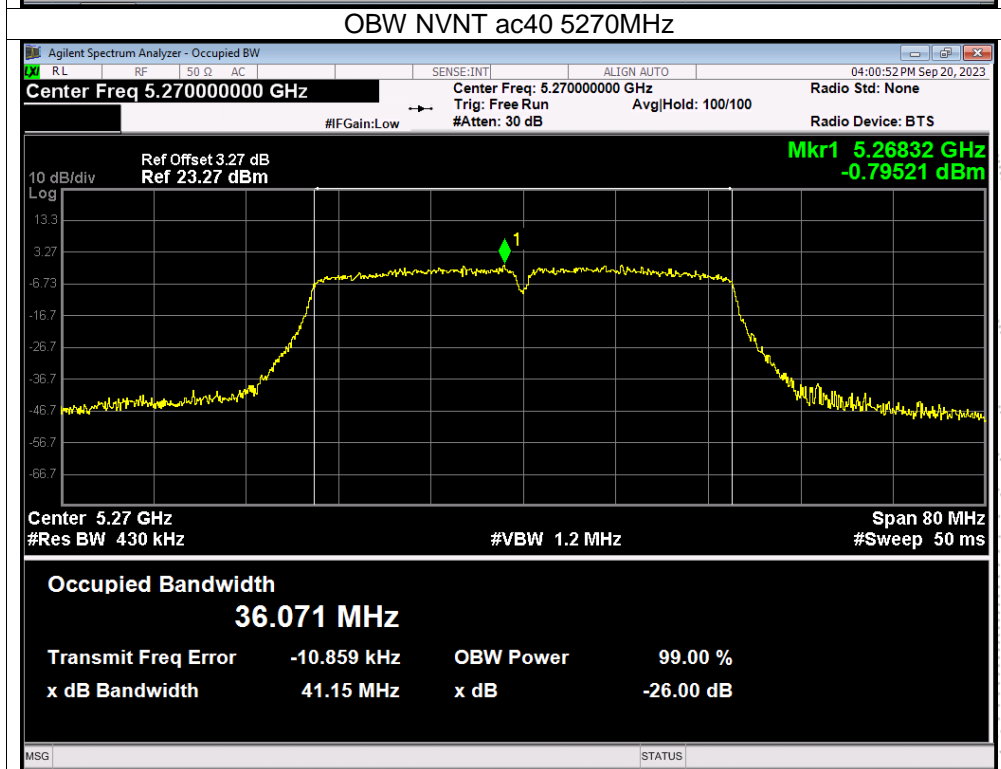 OBW NVNT ac40 5270MHz
Agilent Spectrum Analyzer - Occupied BW
LXI RL RF 50 Ω AC SENSE:INT ALIGN AUTO 04:00:52 PM Sep 20, 2023
Center Freq 5.270000000 GHz Center Freq: 5.270000000 GHz Radio Std: None
Trig: Free Run Avg|Hold: 100/100
#IFGain:Low #Atten: 30 dB Radio Device: BTS
Mkr1 5.26832 GHz
Ref Offset 3.27 dB
10 dB/div Ref 23.27 dBm -0.79521 dBm
Log
13.3
1
3.27
-6.73
-16.7
-26.7
-36.7
-46.7
-56.7
-66.7
Center 5.27 GHz Span 80 MHz
#Res BW 430 kHz #VBW 1.2 MHz #Sweep 50 ms
Occupied Bandwidth
36.071 MHz
Transmit Freq Error -10.859 kHz OBW Power 99.00 %
x dB Bandwidth 41.15 MHz x dB -26.00 dB
MSG STATUS